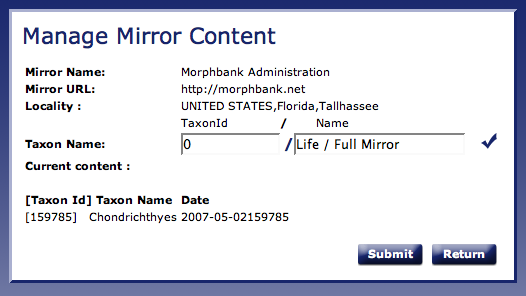 Manage Mirror Content
Mirror Name: Morphbank Administration
Mirror URL: http://morphbank.net
Locality : UNITED STATES,Florida,Tallhassee
TaxonId / Name
Taxon Name: 0 / Life / Full Mirror
Current content :
[Taxon Id] Taxon Name Date
[159785] Chondrichthyes 2007-05-02159785
Submit Return